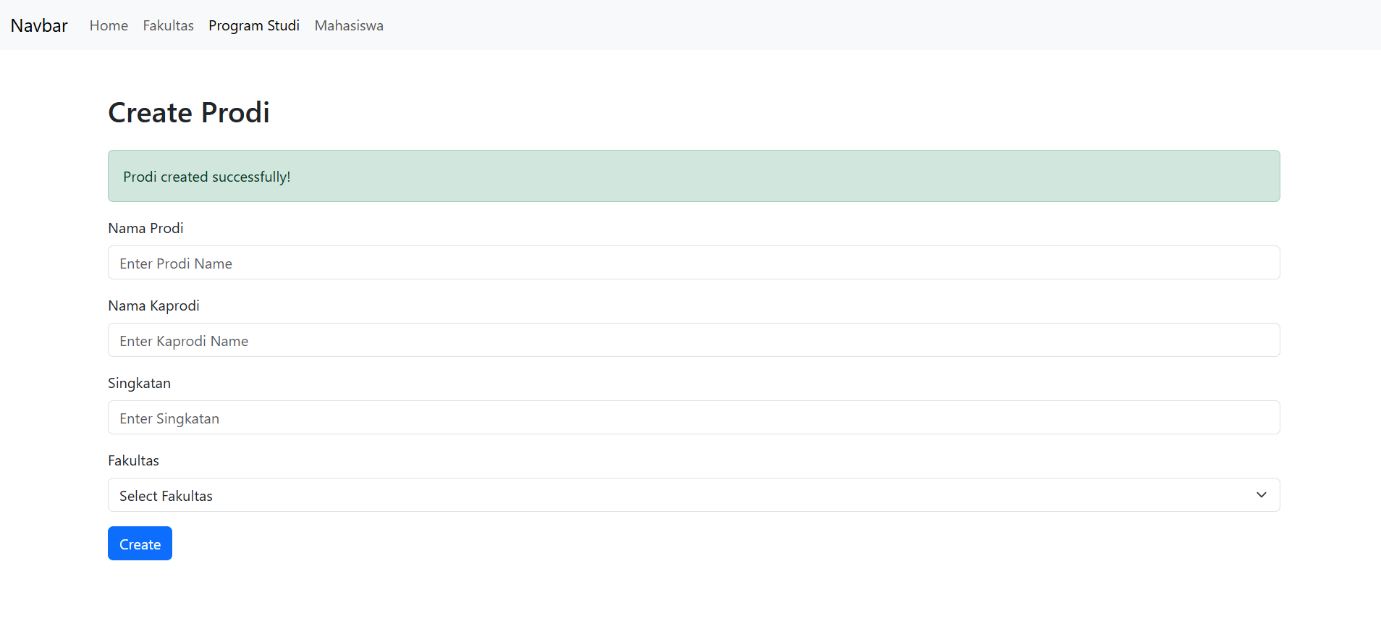 Navbar Home Fakultas Program Studi Mahasiswa
Create Prodi
Prodi created successfully!
Nama Prodi
Enter Prodi Name
Nama Kaprodi
Enter Kaprodi Name
Singkatan
Enter Singkatan
Fakultas
Select Fakultas
Create